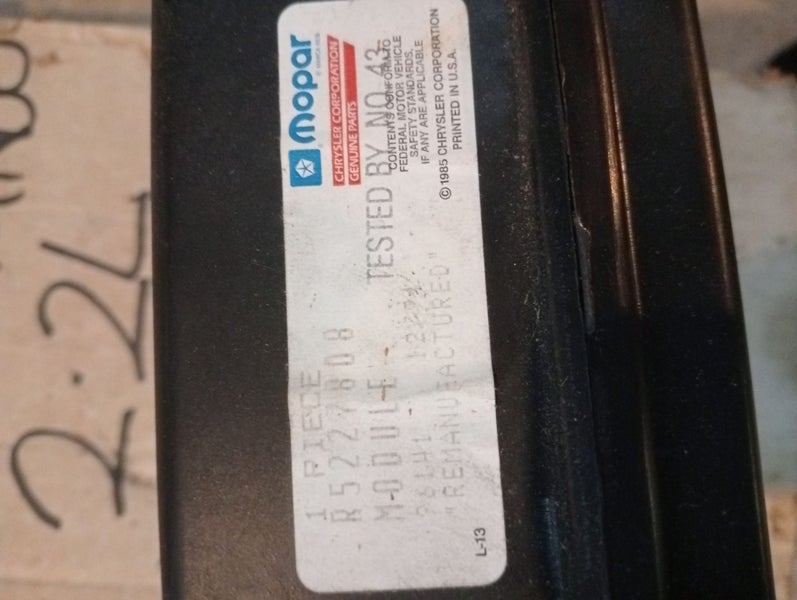 Mopar
CHRYSLER CORPORATION
GENUINE PARTS
CONTENTS CONFORM TO
FEDERAL MOTOR VEHICLE
SAFETY STANDARDS,
IF ANY ARE APPLICABLE
© 1985 CHRYSLER CORPORATION
PRINTED IN U.S.A.
1 PIECE
R5227808
MODULE TESTED BY NO 43
"REMANUFACTURED"
L-13
2.2L